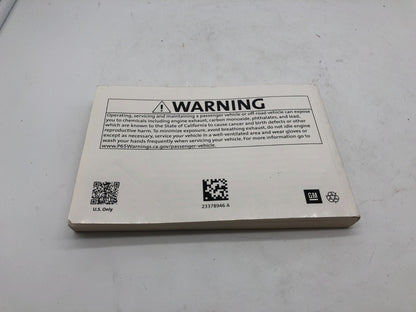 WARNING
Operating, servicing and maintaining a passenger vehicle or off-road vehicle can expose
you to chemicals including engine exhaust, carbon monoxide, phthalates, and lead,
which are known to the State of California to cause cancer and birth defects or other
reproductive harm. To minimize exposure, avoid breathing exhaust, do not idle engine
except as necessary, service your vehicle in a well-ventilated area and wear gloves or
wash your hands frequently when servicing your vehicle. For more information go to
www.P65Warnings.ca.gov/passenger-vehicle.
U.S. Only
23378946 A
GM